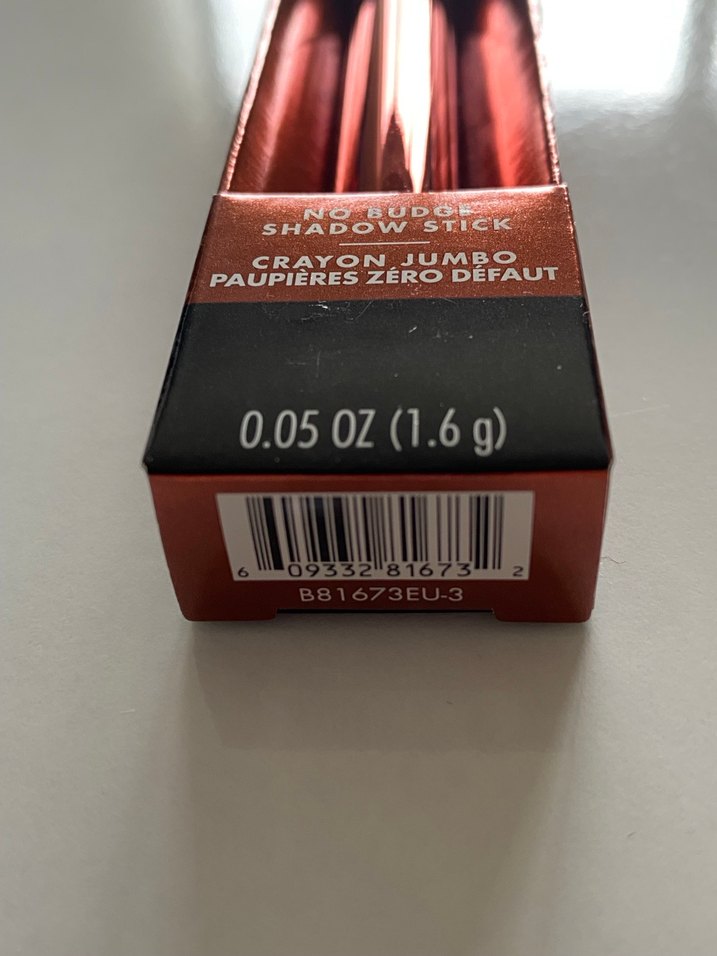 NO BUDGE
SHADOW STICK
CRAYON JUMBO
PAUPIÈRES ZÉRO DÉFAUT
0.05 OZ (1.6 g)
6 09332 81673 2
B81673EU-3